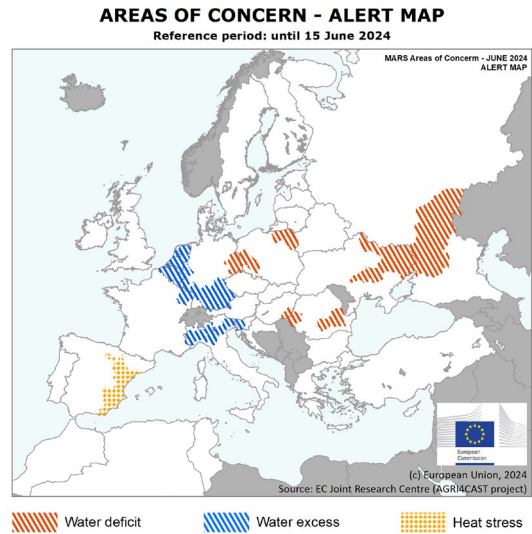 AREAS OF CONCERN - ALERT MAP
Reference period: until 15 June 2024
MARS Areas of Concerm - JUNE 2024
ALERT MAP
European
Commission
(c) European Union, 2024
Source: EC Joint Research Centre (AGRI4CAST project)
Water deficit
Water excess
Heat stress